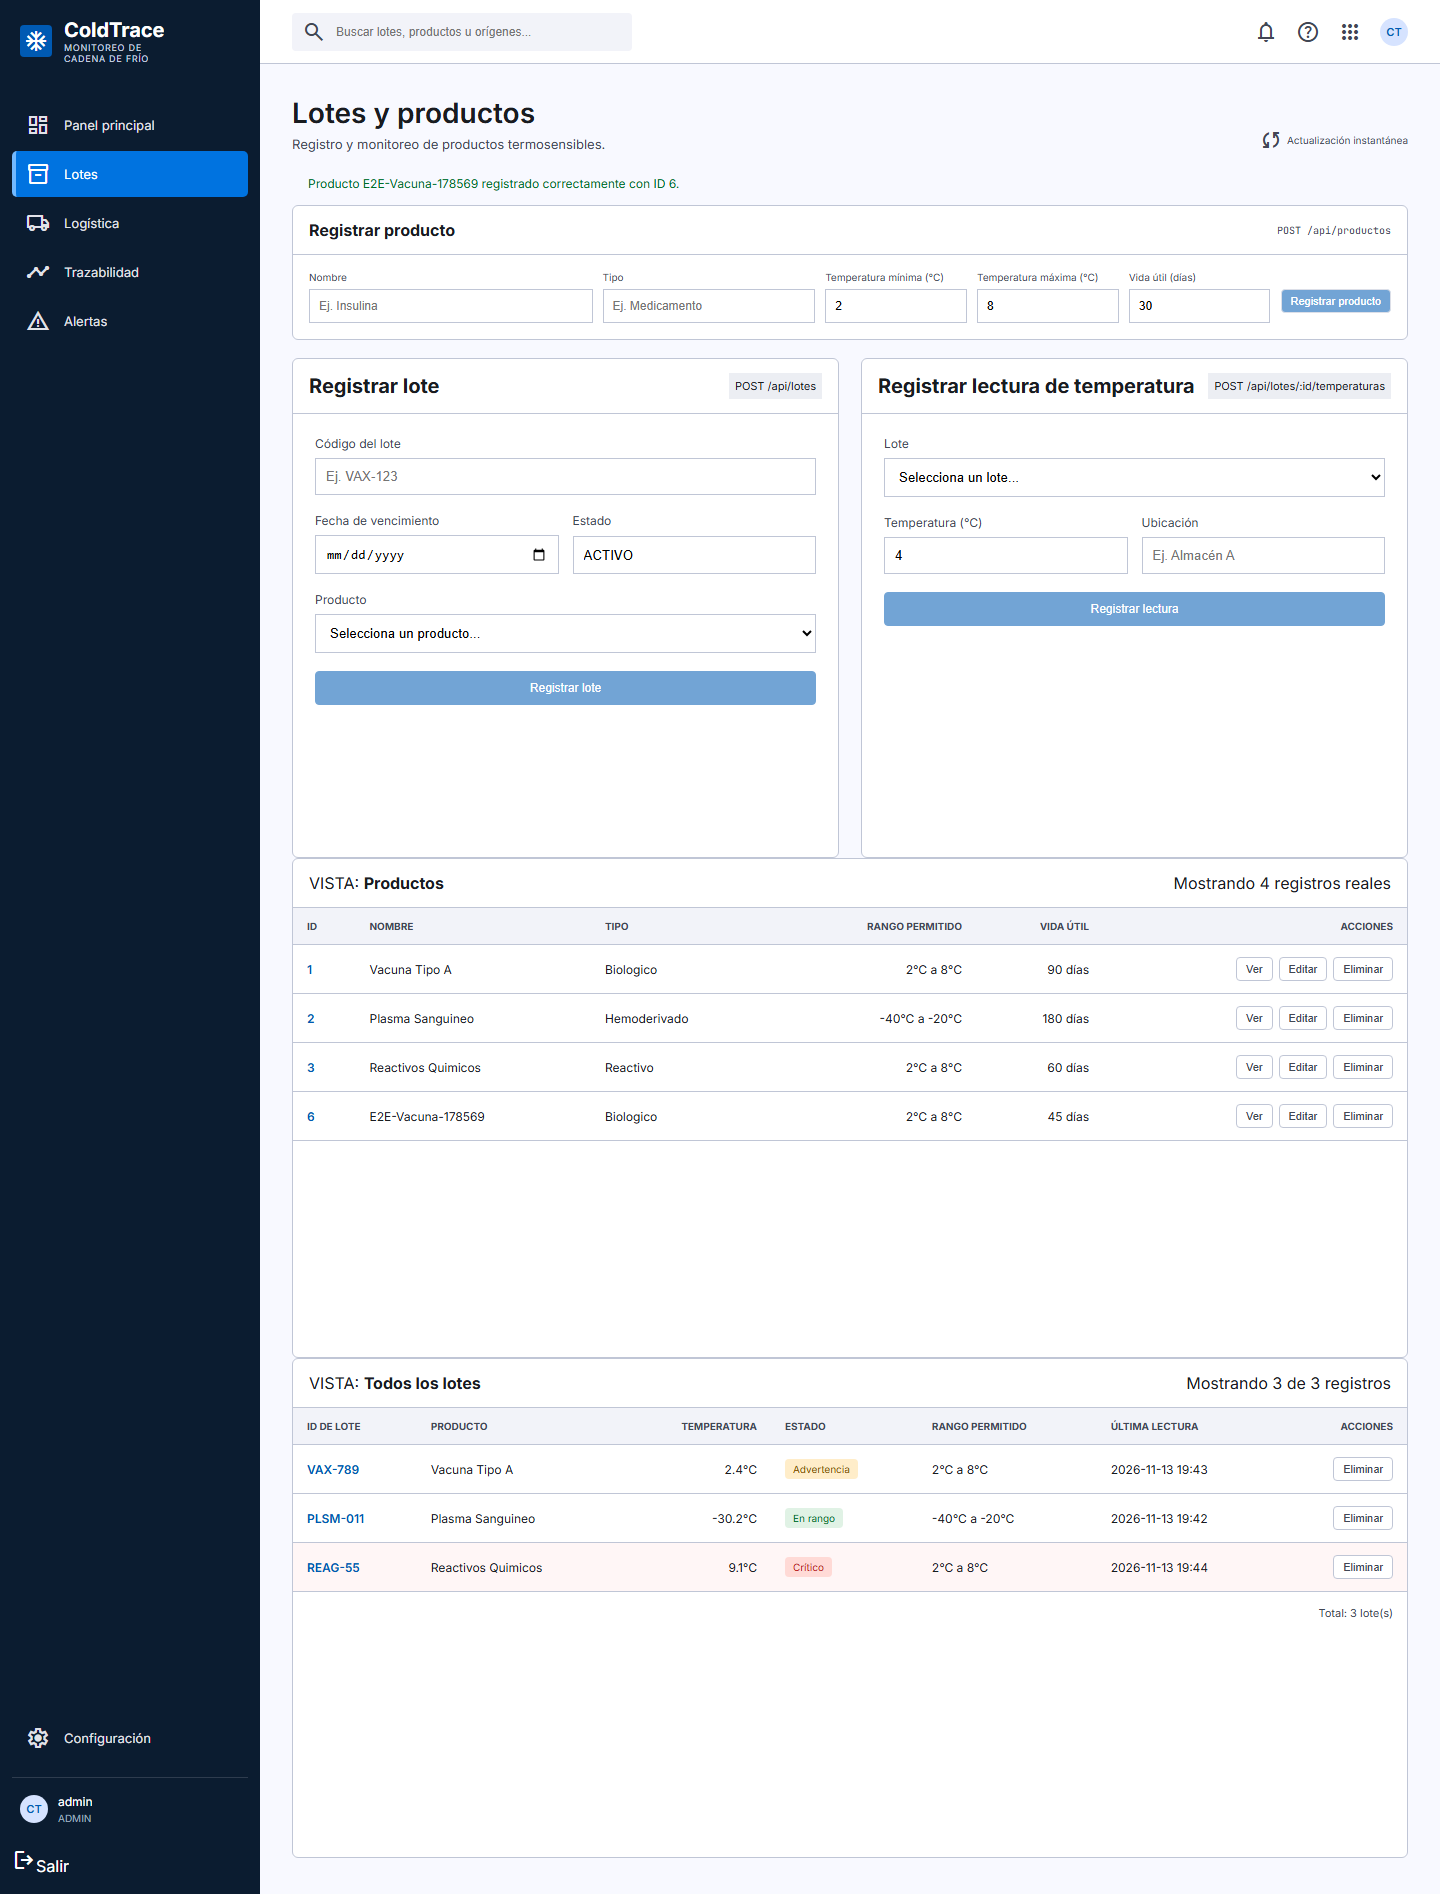 ColdTrace
MONITOREO DE
CADENA DE FRÍO
Panel principal
Lotes
Logística
Trazabilidad
Alertas
Configuración
CT
admin
ADMIN
Salir
Buscar lotes, productos u orígenes...
CT
Lotes y productos
Registro y monitoreo de productos termosensibles.
Actualización instantánea
Producto E2E-Vacuna-178569 registrado correctamente con ID 6.
Registrar producto POST /api/productos
Nombre Tipo Temperatura mínima (°C) Temperatura máxima (°C) Vida útil (días)
Ej. Insulina Ej. Medicamento 2 8 30 Registrar producto
Registrar lote POST /api/lotes
Código del lote
Ej. VAX-123
Fecha de vencimiento Estado
mm/dd/yyyy ACTIVO
Producto
Selecciona un producto...
Registrar lote
Registrar lectura de temperatura POST /api/lotes/:id/temperaturas
Lote
Selecciona un lote...
Temperatura (°C) Ubicación
4 Ej. Almacén A
Registrar lectura
VISTA: Productos Mostrando 4 registros reales
ID NOMBRE TIPO RANGO PERMITIDO VIDA ÚTIL ACCIONES
1 Vacuna Tipo A Biologico 2°C a 8°C 90 días Ver Editar Eliminar
2 Plasma Sanguineo Hemoderivado -40°C a -20°C 180 días Ver Editar Eliminar
3 Reactivos Quimicos Reactivo 2°C a 8°C 60 días Ver Editar Eliminar
6 E2E-Vacuna-178569 Biologico 2°C a 8°C 45 días Ver Editar Eliminar
VISTA: Todos los lotes Mostrando 3 de 3 registros
ID DE LOTE PRODUCTO TEMPERATURA ESTADO RANGO PERMITIDO ÚLTIMA LECTURA ACCIONES
VAX-789 Vacuna Tipo A 2.4°C Advertencia 2°C a 8°C 2026-11-13 19:43 Eliminar
PLSM-011 Plasma Sanguineo -30.2°C En rango -40°C a -20°C 2026-11-13 19:42 Eliminar
REAG-55 Reactivos Quimicos 9.1°C Crítico 2°C a 8°C 2026-11-13 19:44 Eliminar
Total: 3 lote(s)